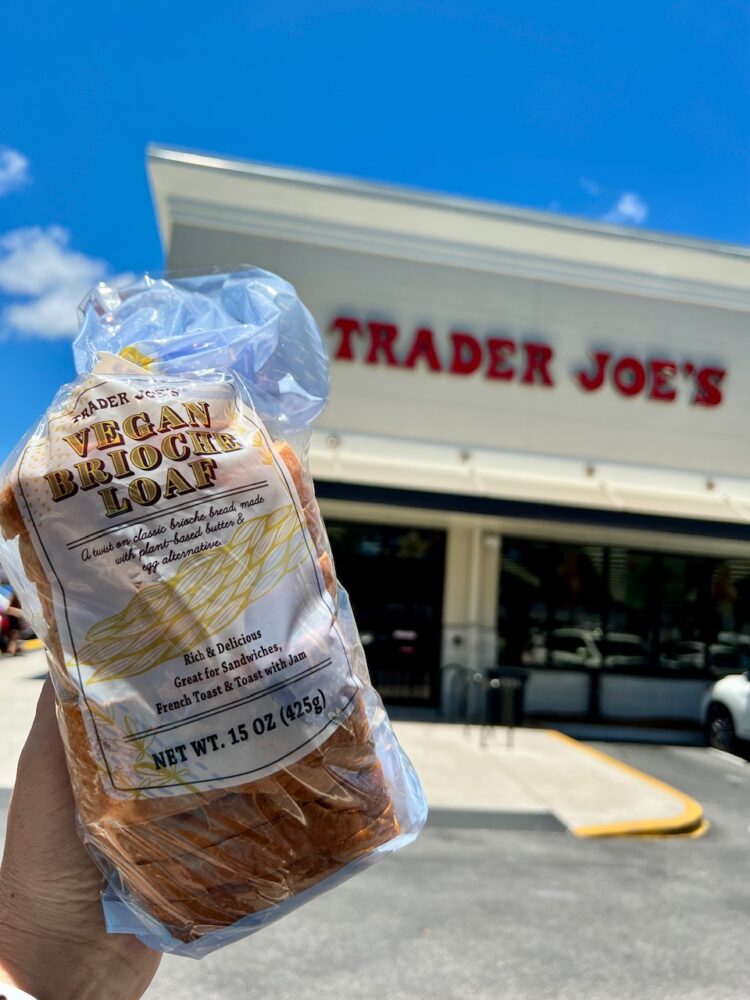 TRADER JOE'S
TRADER JOE'S
VEGAN
BRIOCHE
LOAF
A twist on classic brioche bread, made
with plant-based butter &
egg alternative.
Rich & Delicious
Great for Sandwiches,
French Toast & Toast with Jam
NET WT. 15 OZ (425g)